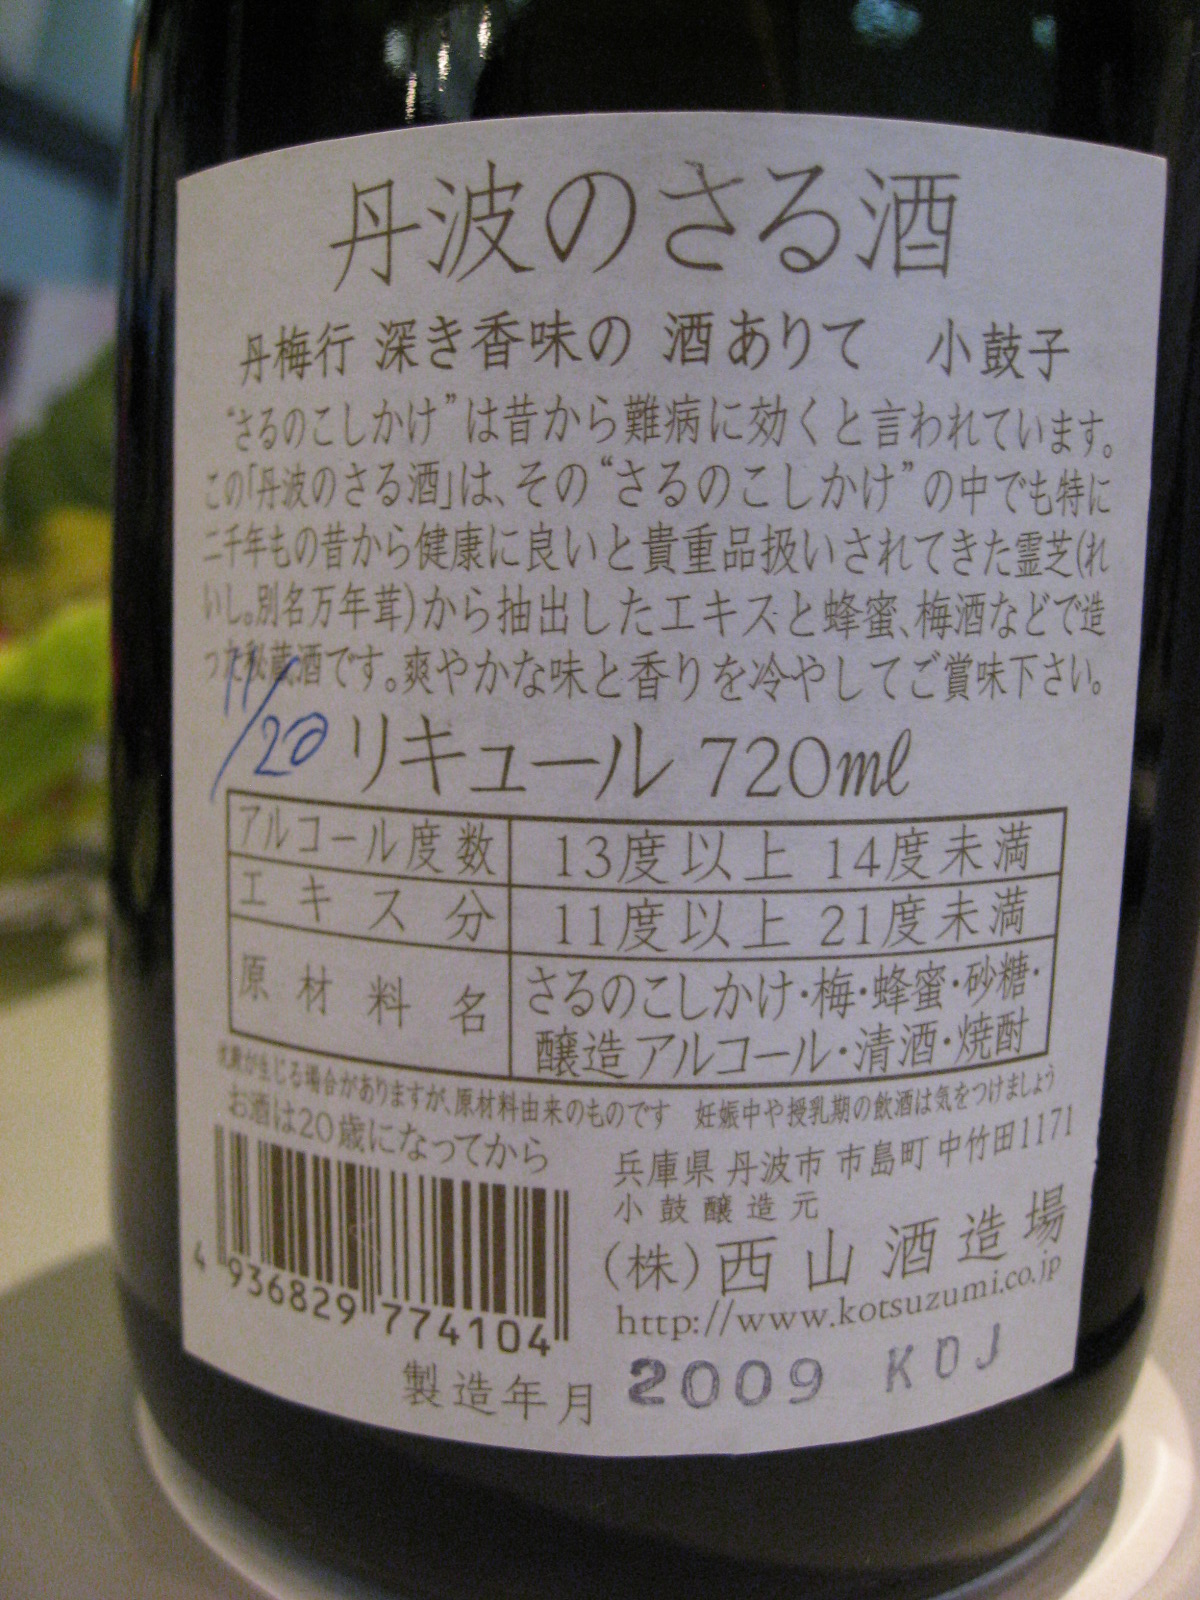 丹波のさる酒
丹梅行 深き香味の 酒ありて 小鼓子
“さるのこしかけ”は昔から難病に効くと言われています。
この「丹波のさる酒」は、その“さるのこしかけ”の中でも特に
二千年もの昔から健康に良いと貴重品扱いされてきた霊芝(れ
いし。別名万年茸)から抽出したエキスと蜂蜜、梅酒などで造
った秘蔵酒です。爽やかな味と香りを冷やしてご賞味下さい。
11/20
リキュール 720ml
アルコール度数 13度以上 14度未満
エキス分 11度以上 21度未満
原材料名 さるのこしかけ・梅・蜂蜜・砂糖・
醸造アルコール・清酒・焼酎
沈澱が生じる場合がありますが、原材料由来のものです 妊娠中や授乳期の飲酒は気をつけましょう
お酒は20歳になってから
兵庫県丹波市市島町中竹田1171
小鼓醸造元
(株)西山酒造場
http://www.kotsuzumi.co.jp
4 936829 774104
製造年月 2009 KDJ